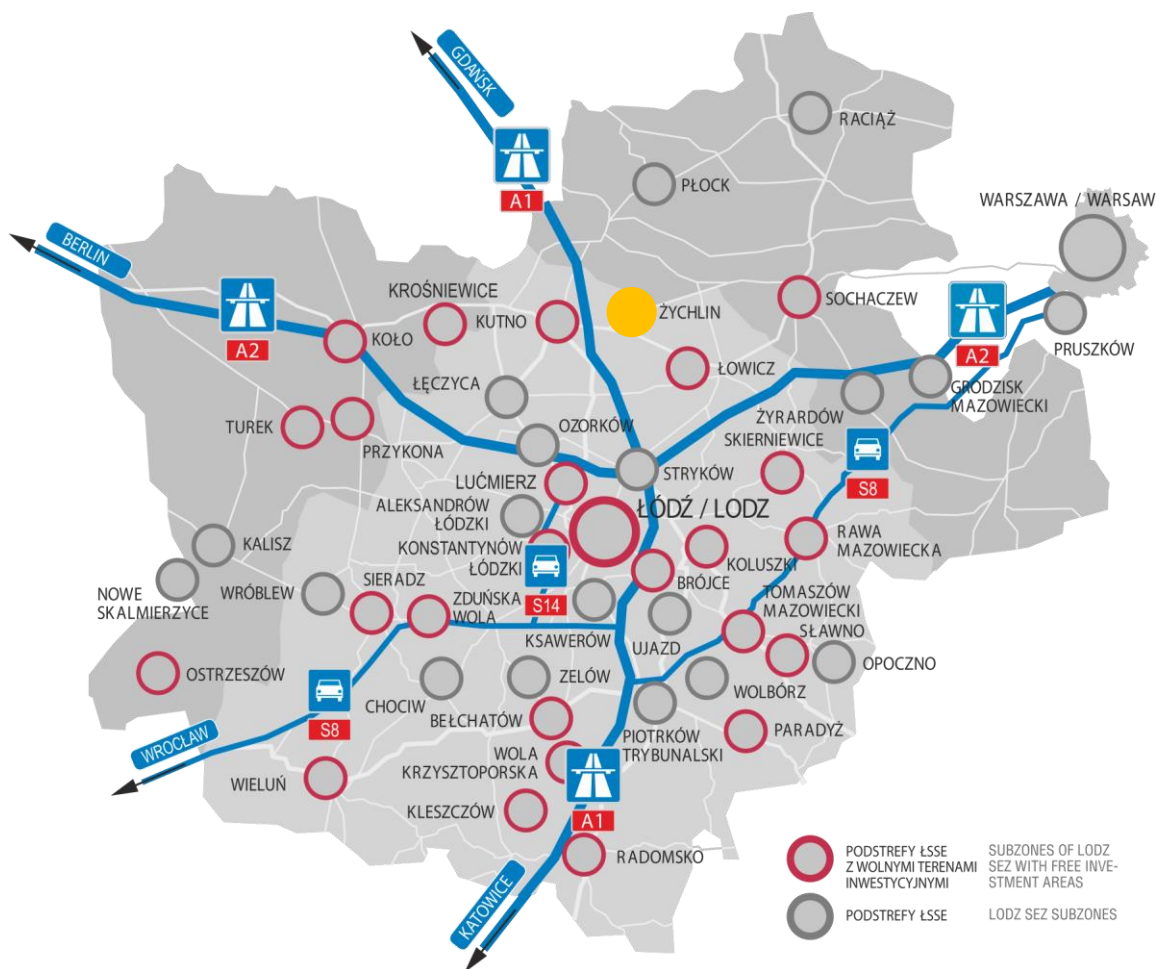 GDAŃSK
A1
RACIĄŻ
PŁOCK
WARSZAWA / WARSAW
BERLIN
A2
KROŚNIEWICE
KUTNO
ŻYCHLIN
SOCHACZEW
A2
PRUSZKÓW
KOŁO
ŁOWICZ
ŁĘCZYCA
GRODZISK
MAZOWIECKI
ŻYRARDÓW
TUREK
PRZYKONA
OZORKÓW
SKIERNIEWICE
STRYKÓW
S8
LUĆMIERZ
ALEKSANDRÓW
ŁÓDZKI
ŁÓDŹ / LODZ
KONSTANTYNÓW
ŁÓDZKI
RAWA
MAZOWIECKA
KOLUSZKI
BRÓJCE
KALISZ
NOWE
SKALMIERZYCE
WRÓBLEW
SIERADZ
ZDUŃSKA
WOLA
S14
TOMASZÓW
MAZOWIECKI
SŁAWNO
KSAWERÓW
UJAZD
OPOCZNO
OSTRZESZÓW
CHOCIW
ZELÓW
WOLBÓRZ
BEŁCHATÓW
S8
PARADYŻ
PIOTRKÓW
TRYBUNALSKI
WROCŁAW
WOLA
KRZYSZTOPORSKA
WIELUŃ
KLESZCZÓW
A1
RADOMSKO
KATOWICE
PODSTREFY ŁSSE
Z WOLNYMI TERENAMI
INWESTYCYJNYMI
SUBZONES OF LODZ
SEZ WITH FREE INVE-
STMENT AREAS
PODSTREFY ŁSSE
LODZ SEZ SUBZONES